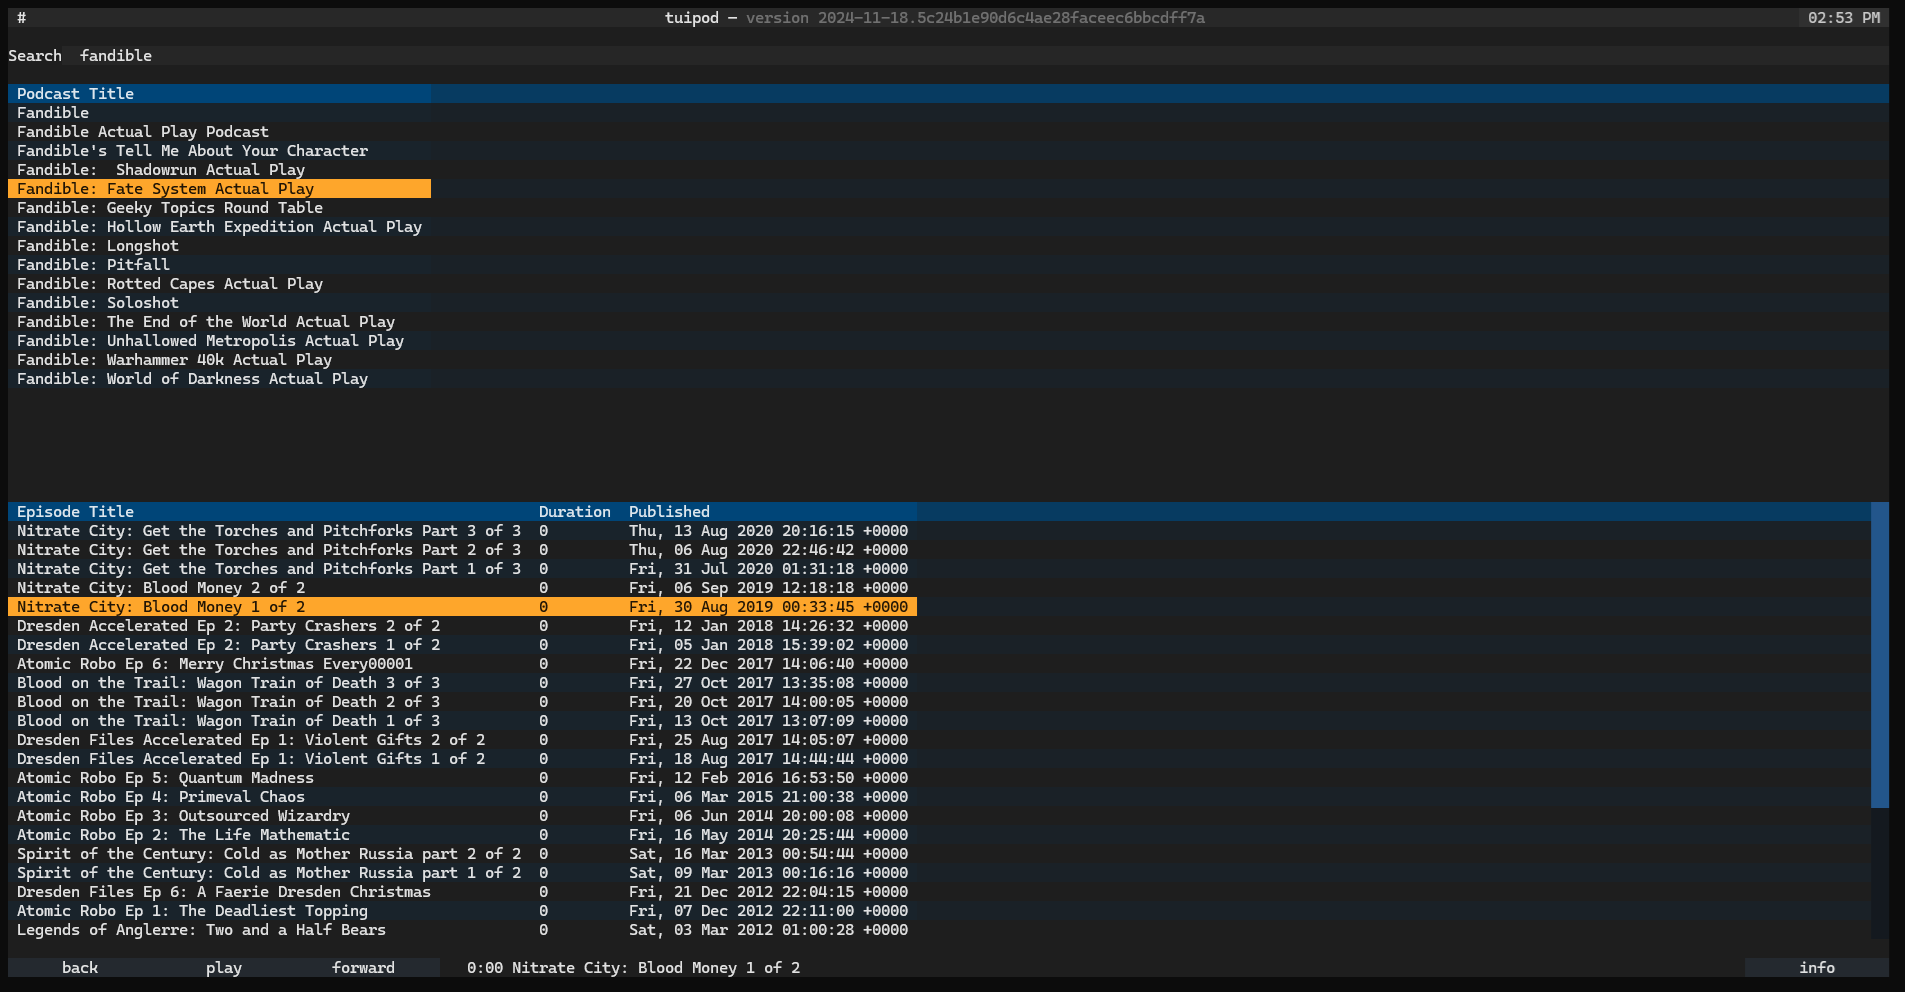 # tuipod — version 2024-11-18.5c24b1e90d6c4ae28faceec6bbcdff7a 02:53 PM
Search fandible
Podcast Title
Fandible
Fandible Actual Play Podcast
Fandible's Tell Me About Your Character
Fandible:  Shadowrun Actual Play
Fandible: Fate System Actual Play
Fandible: Geeky Topics Round Table
Fandible: Hollow Earth Expedition Actual Play
Fandible: Longshot
Fandible: Pitfall
Fandible: Rotted Capes Actual Play
Fandible: Soloshot
Fandible: The End of the World Actual Play
Fandible: Unhallowed Metropolis Actual Play
Fandible: Warhammer 40k Actual Play
Fandible: World of Darkness Actual Play
Episode Title Duration Published
Nitrate City: Get the Torches and Pitchforks Part 3 of 3 0 Thu, 13 Aug 2020 20:16:15 +0000
Nitrate City: Get the Torches and Pitchforks Part 2 of 3 0 Thu, 06 Aug 2020 22:46:42 +0000
Nitrate City: Get the Torches and Pitchforks Part 1 of 3 0 Fri, 31 Jul 2020 01:31:18 +0000
Nitrate City: Blood Money 2 of 2 0 Fri, 06 Sep 2019 12:18:18 +0000
Nitrate City: Blood Money 1 of 2 0 Fri, 30 Aug 2019 00:33:45 +0000
Dresden Accelerated Ep 2: Party Crashers 2 of 2 0 Fri, 12 Jan 2018 14:26:32 +0000
Dresden Accelerated Ep 2: Party Crashers 1 of 2 0 Fri, 05 Jan 2018 15:39:02 +0000
Atomic Robo Ep 6: Merry Christmas Every00001 0 Fri, 22 Dec 2017 14:06:40 +0000
Blood on the Trail: Wagon Train of Death 3 of 3 0 Fri, 27 Oct 2017 13:35:08 +0000
Blood on the Trail: Wagon Train of Death 2 of 3 0 Fri, 20 Oct 2017 14:00:05 +0000
Blood on the Trail: Wagon Train of Death 1 of 3 0 Fri, 13 Oct 2017 13:07:09 +0000
Dresden Files Accelerated Ep 1: Violent Gifts 2 of 2 0 Fri, 25 Aug 2017 14:05:07 +0000
Dresden Files Accelerated Ep 1: Violent Gifts 1 of 2 0 Fri, 18 Aug 2017 14:44:44 +0000
Atomic Robo Ep 5: Quantum Madness 0 Fri, 12 Feb 2016 16:53:50 +0000
Atomic Robo Ep 4: Primeval Chaos 0 Fri, 06 Mar 2015 21:00:38 +0000
Atomic Robo Ep 3: Outsourced Wizardry 0 Fri, 06 Jun 2014 20:00:08 +0000
Atomic Robo Ep 2: The Life Mathematic 0 Fri, 16 May 2014 20:25:44 +0000
Spirit of the Century: Cold as Mother Russia part 2 of 2 0 Sat, 16 Mar 2013 00:54:44 +0000
Spirit of the Century: Cold as Mother Russia part 1 of 2 0 Sat, 09 Mar 2013 00:16:16 +0000
Dresden Files Ep 6: A Faerie Dresden Christmas 0 Fri, 21 Dec 2012 22:04:15 +0000
Atomic Robo Ep 1: The Deadliest Topping 0 Fri, 07 Dec 2012 22:11:00 +0000
Legends of Anglerre: Two and a Half Bears 0 Sat, 03 Mar 2012 01:00:28 +0000
back play forward 0:00 Nitrate City: Blood Money 1 of 2 info